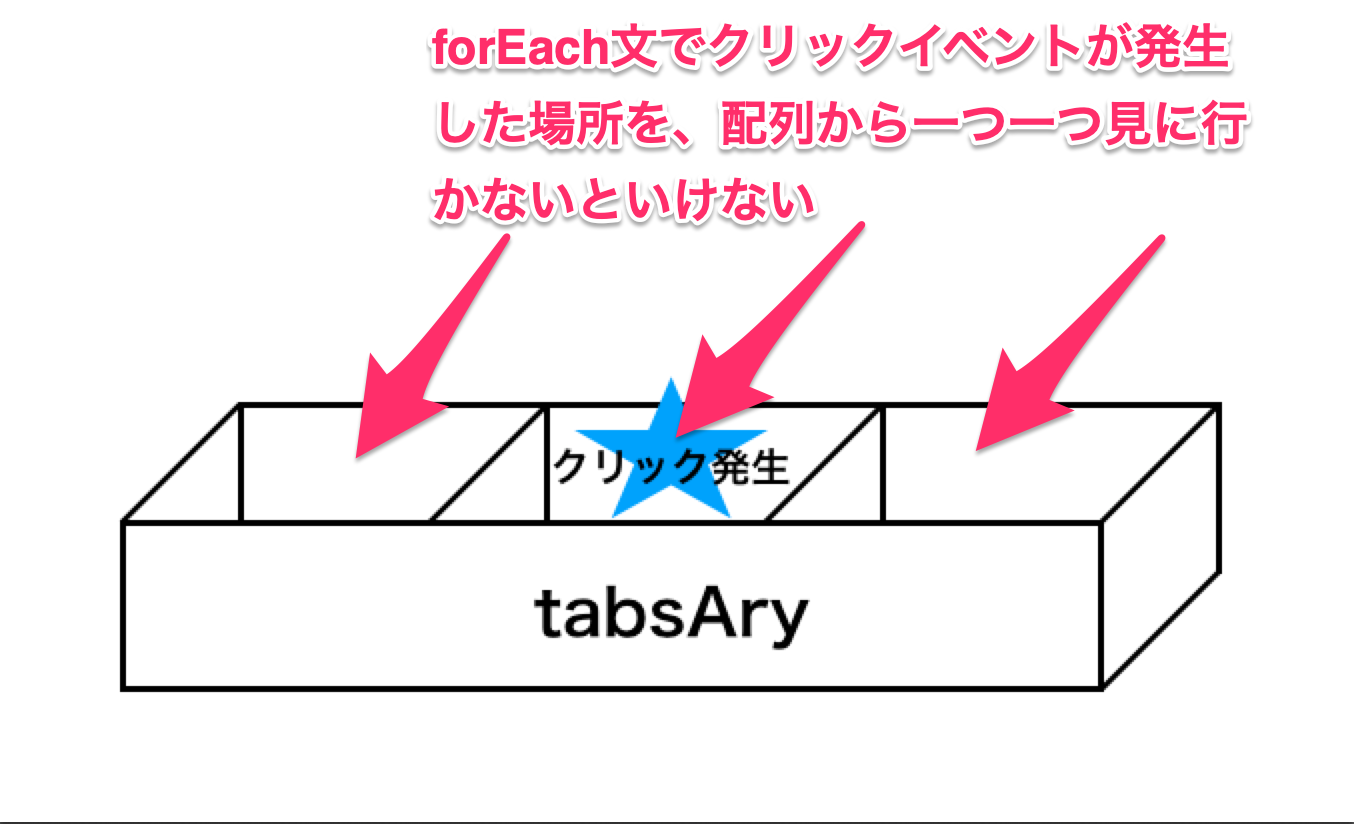 forEach文でクリックイベントが発生
した場所を、配列から一つ一つ見に行
かないといけない
クリック発生
tabsAry